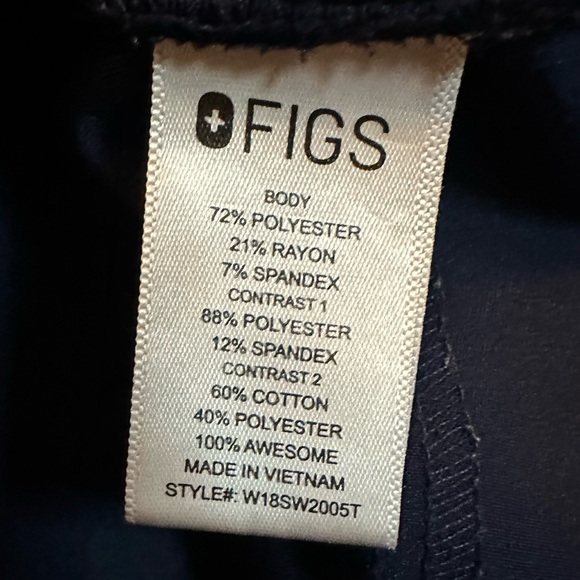 FIGS
BODY
72% POLYESTER
21% RAYON
7% SPANDEX
CONTRAST 1
88% POLYESTER
12% SPANDEX
CONTRAST 2
60% COTTON
40% POLYESTER
100% AWESOME
MADE IN VIETNAM
STYLE#: W18SW2005T